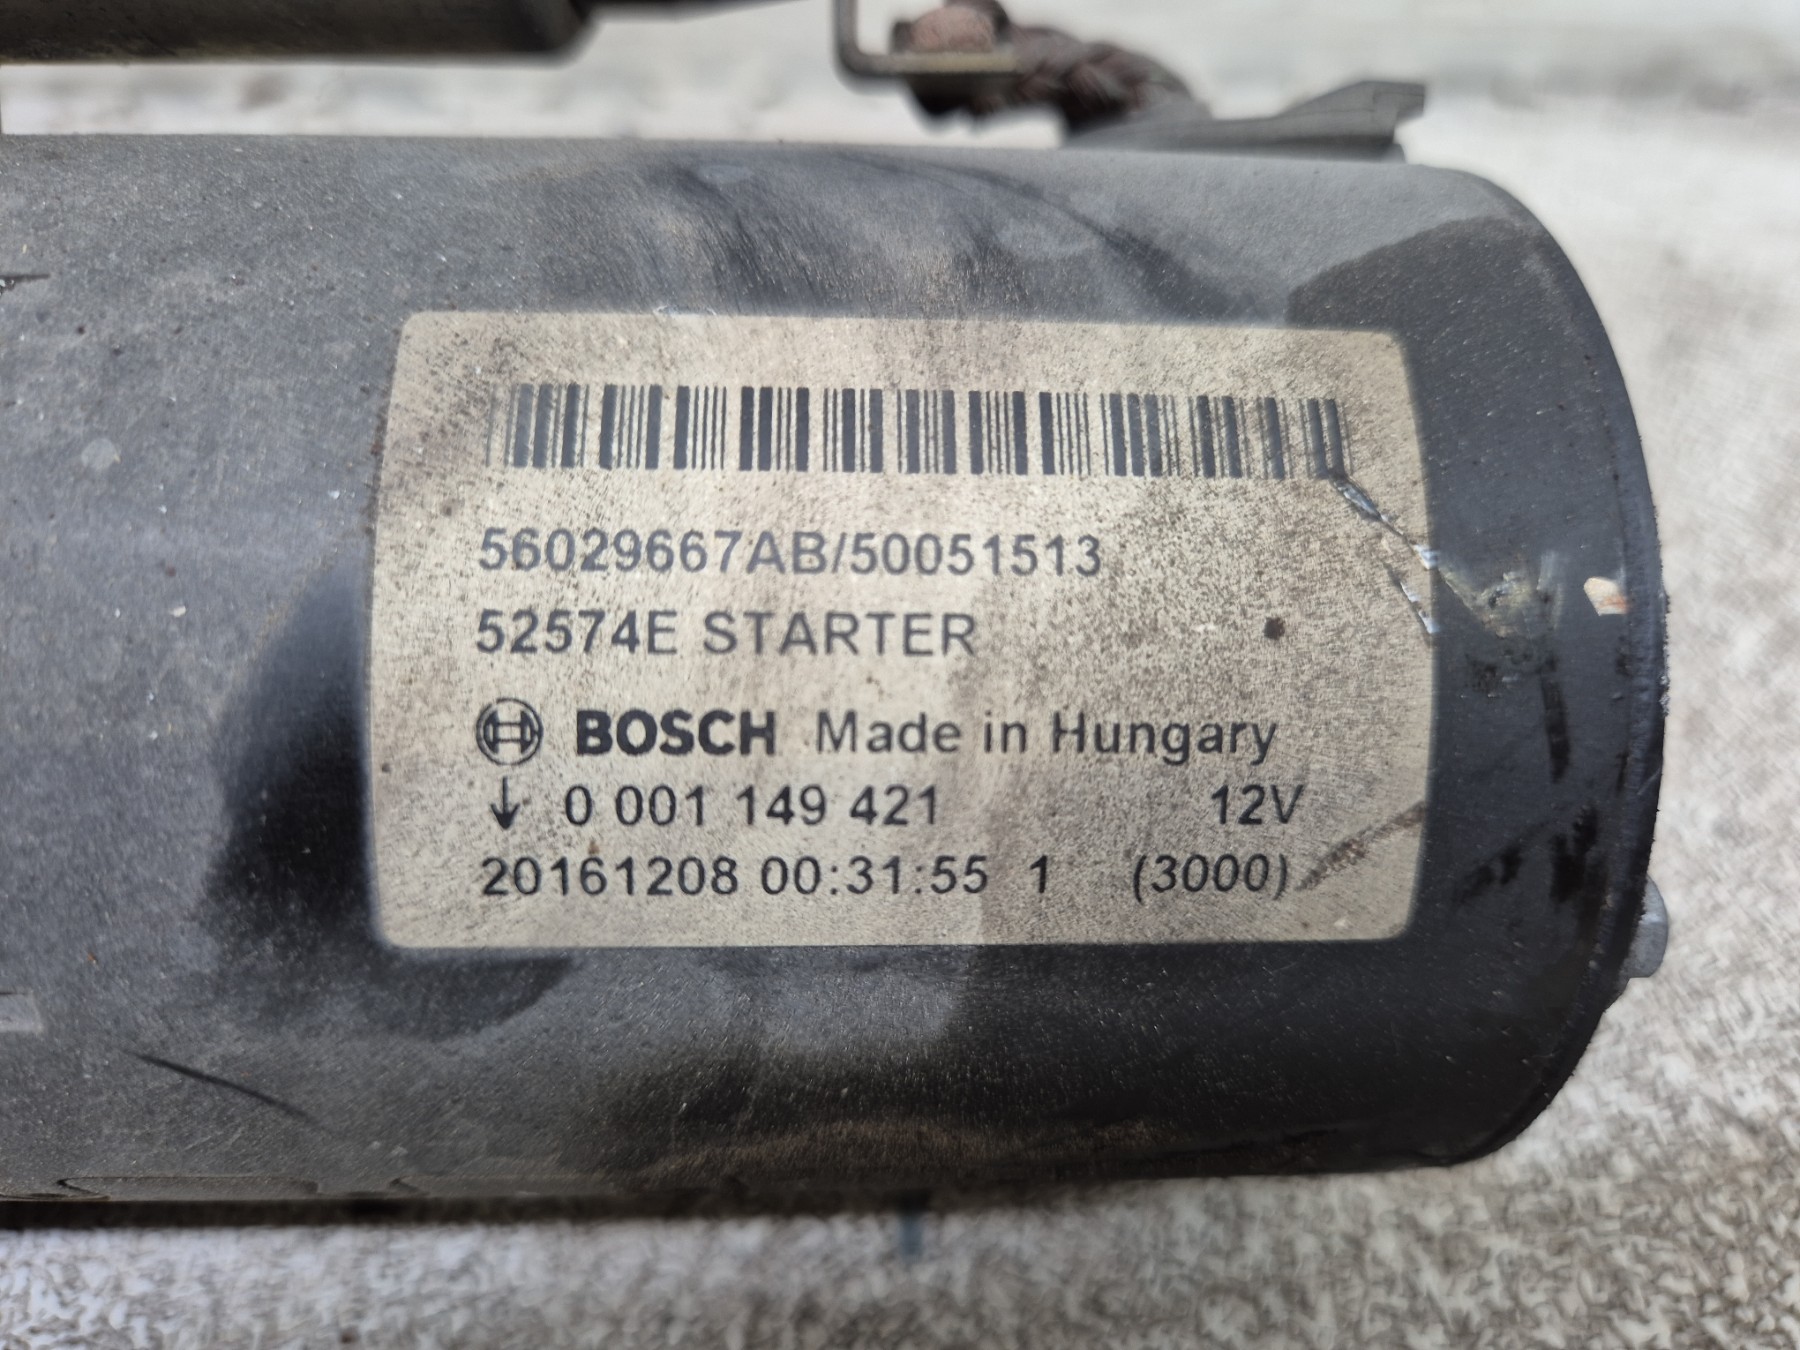 56029667AB/50051513
52574E STARTER
BOSCH Made in Hungary
↓ 0 001 149 421 12V
20161208 00:31:55 1 (3000)